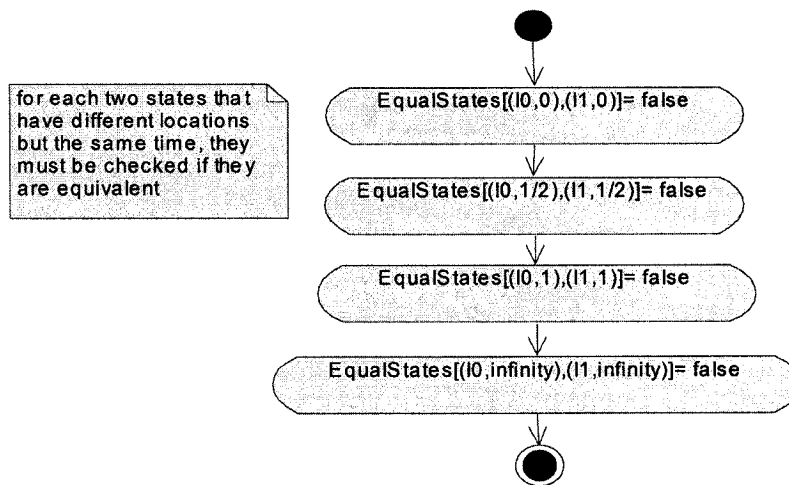 for each two states that
have different locations
but the same time, they
must be checked if they
are equivalent
EqualStates[(l0,0),(l1,0)]= false
EqualStates[(l0,1/2),(l1,1/2)]= false
EqualStates[(l0,1),(l1,1)]= false
EqualStates[(l0,infinity),(l1,infinity)]= false